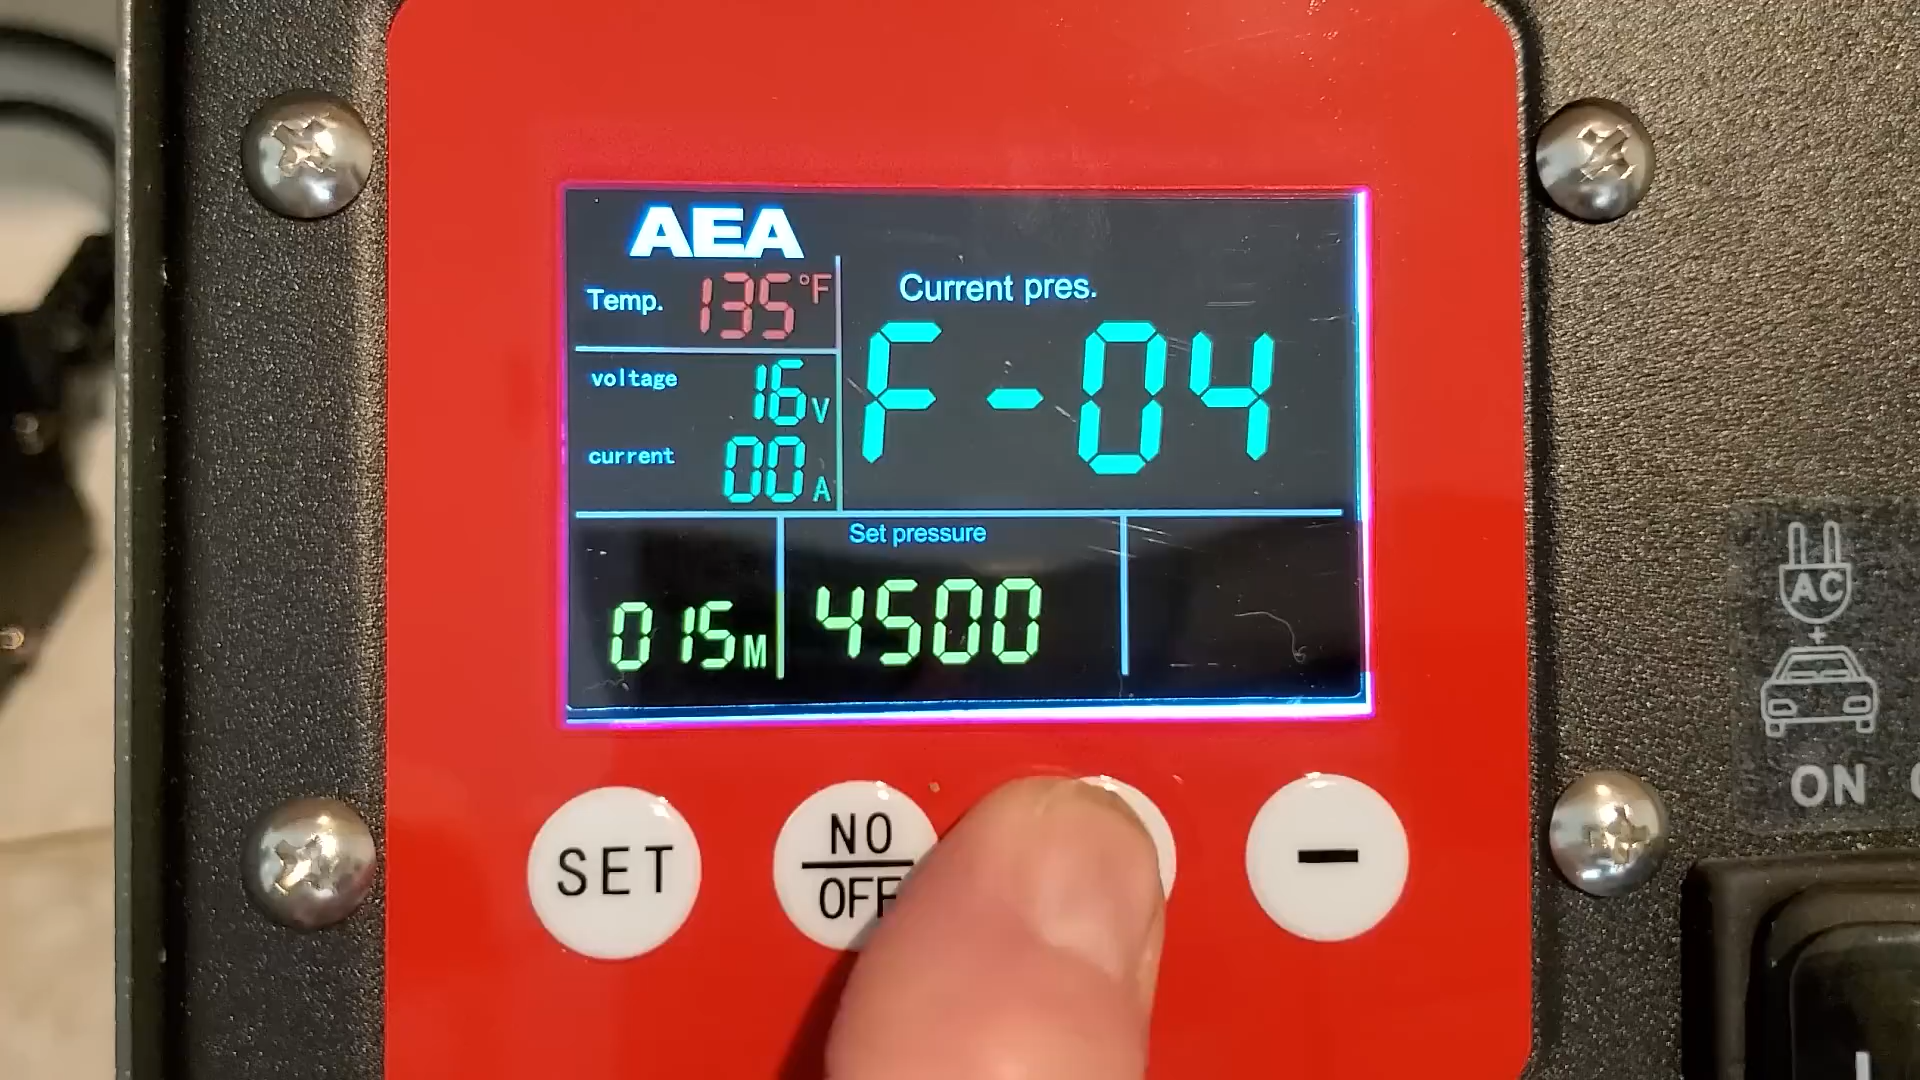 AEA
Temp. 135°F
voltage 16V
current 00A
Current pres.
F-04
015M
Set pressure
4500
SET
NO
OFF
AC
+
ON